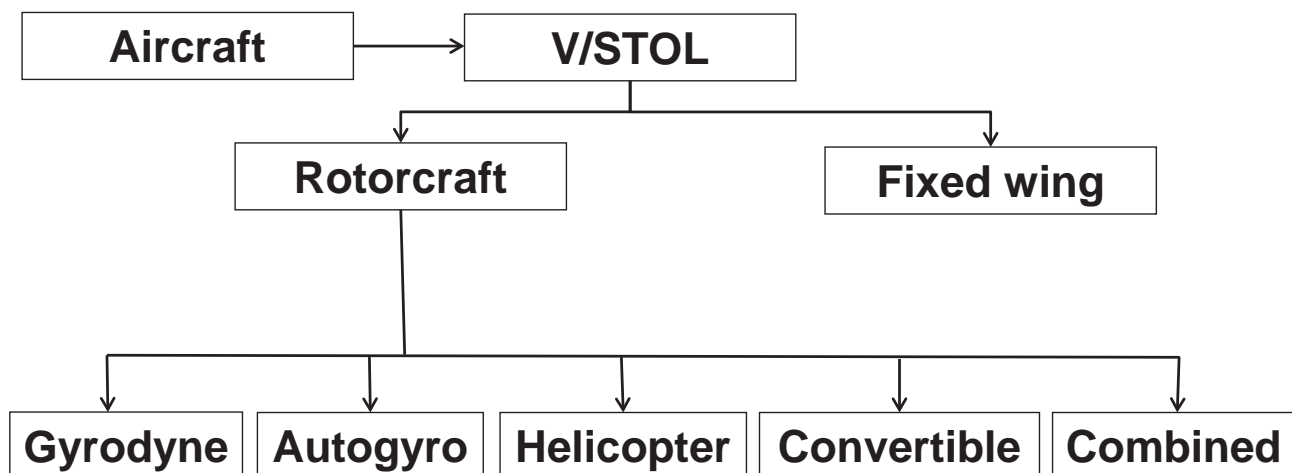 Aircraft
V/STOL
Rotorcraft
Fixed wing
Gyrodyne
Autogyro
Helicopter
Convertible
Combined